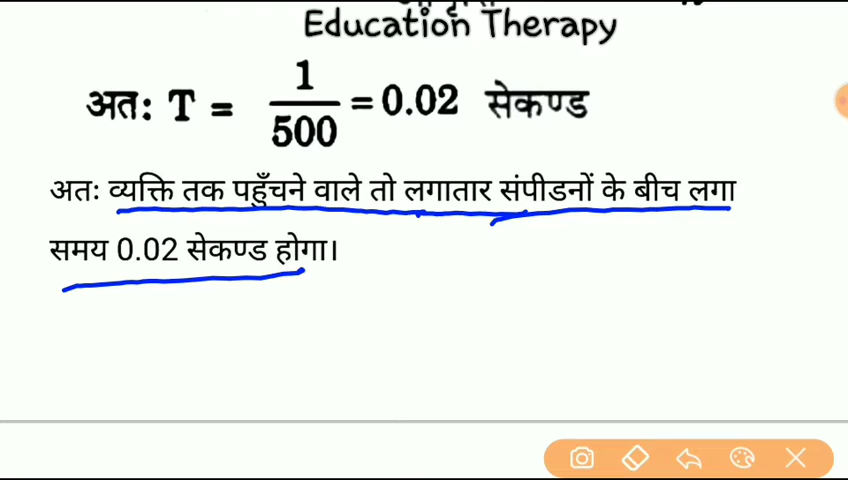 Education Therapy
अतः T = 1/500 = 0.02 सेकण्ड
अतः व्यक्ति तक पहुँचने वाले तो लगातार संपीडनों के बीच लगा
समय 0.02 सेकण्ड होगा।